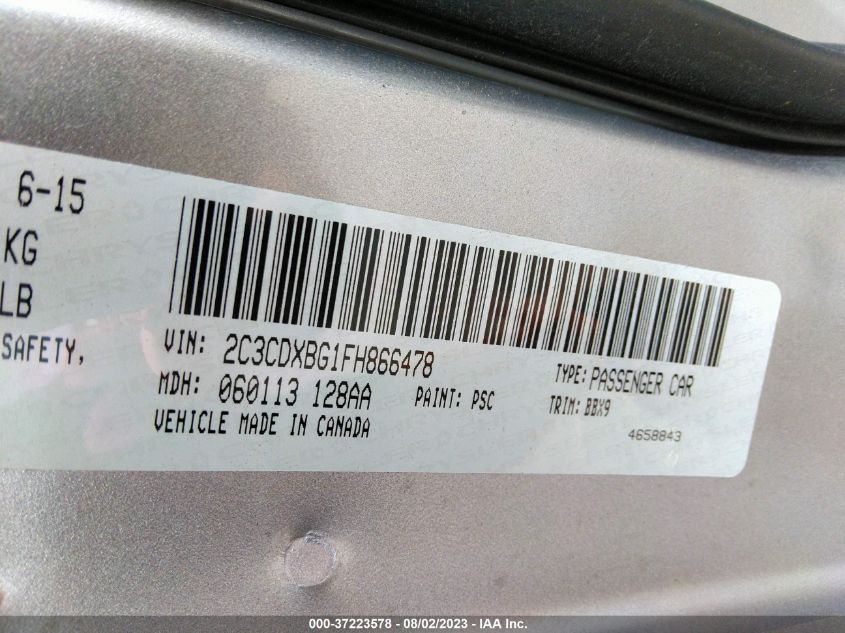 6-15
KG
LB
SAFETY,
VIN: 2C3CDXBG1FH866478
TYPE: PASSENGER CAR
MDH: 060113 128AA
PAINT: PSC
TRIM: BBX9
VEHICLE MADE IN CANADA
4658843
000-37223578 - 08/02/2023 - IAA Inc.